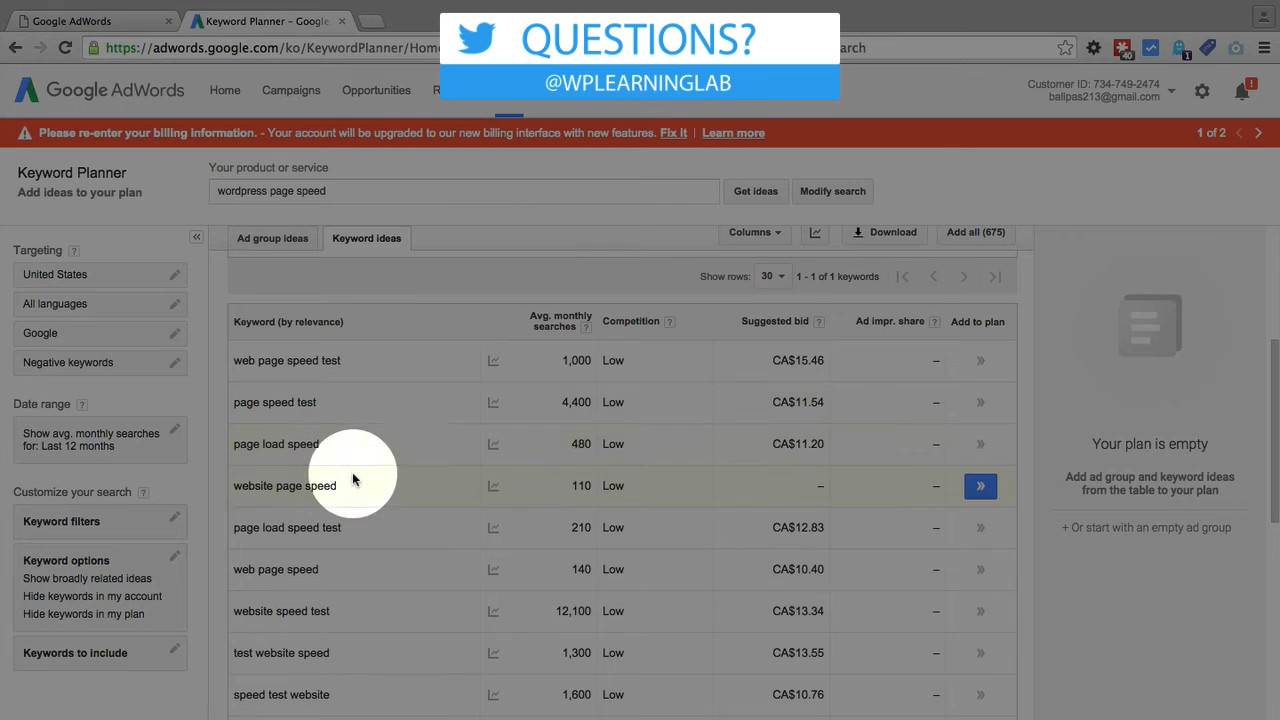 Google AdWords
Keyword Planner – Google
QUESTIONS?
@WPLEARNINGLAB
https://adwords.google.com/ko/KeywordPlanner/Hom
arch
40
1
Google AdWords
Home
Campaigns
Opportunities
R
Customer ID: 734-749-2474
ballpas213@gmail.com
!
Please re-enter your billing information. - Your account will be upgraded to our new billing interface with new features. Fix it | Learn more
1 of 2
Keyword Planner
Add ideas to your plan
Your product or service
wordpress page speed
Get ideas
Modify search
Targeting ?
United States
All languages
Google
Negative keywords
Date range ?
Show avg. monthly searches
for: Last 12 months
Customize your search ?
Keyword filters
Keyword options
Show broadly related ideas
Hide keywords in my account
Hide keywords in my plan
Keywords to include
Ad group ideas
Keyword ideas
Columns
Download
Add all (675)
Show rows: 30 1 - 1 of 1 keywords
Keyword (by relevance) Avg. monthly searches ? Competition ? Suggested bid ? Ad impr. share ? Add to plan
web page speed test 1,000 Low CA$15.46 – »
page speed test 4,400 Low CA$11.54 – »
page load speed 480 Low CA$11.20 – »
website page speed 110 Low – – »
page load speed test 210 Low CA$12.83 – »
web page speed 140 Low CA$10.40 – »
website speed test 12,100 Low CA$13.34 – »
test website speed 1,300 Low CA$13.55 – »
speed test website 1,600 Low CA$10.76 – »
Your plan is empty
Add ad group and keyword ideas
from the table to your plan
+ Or start with an empty ad group